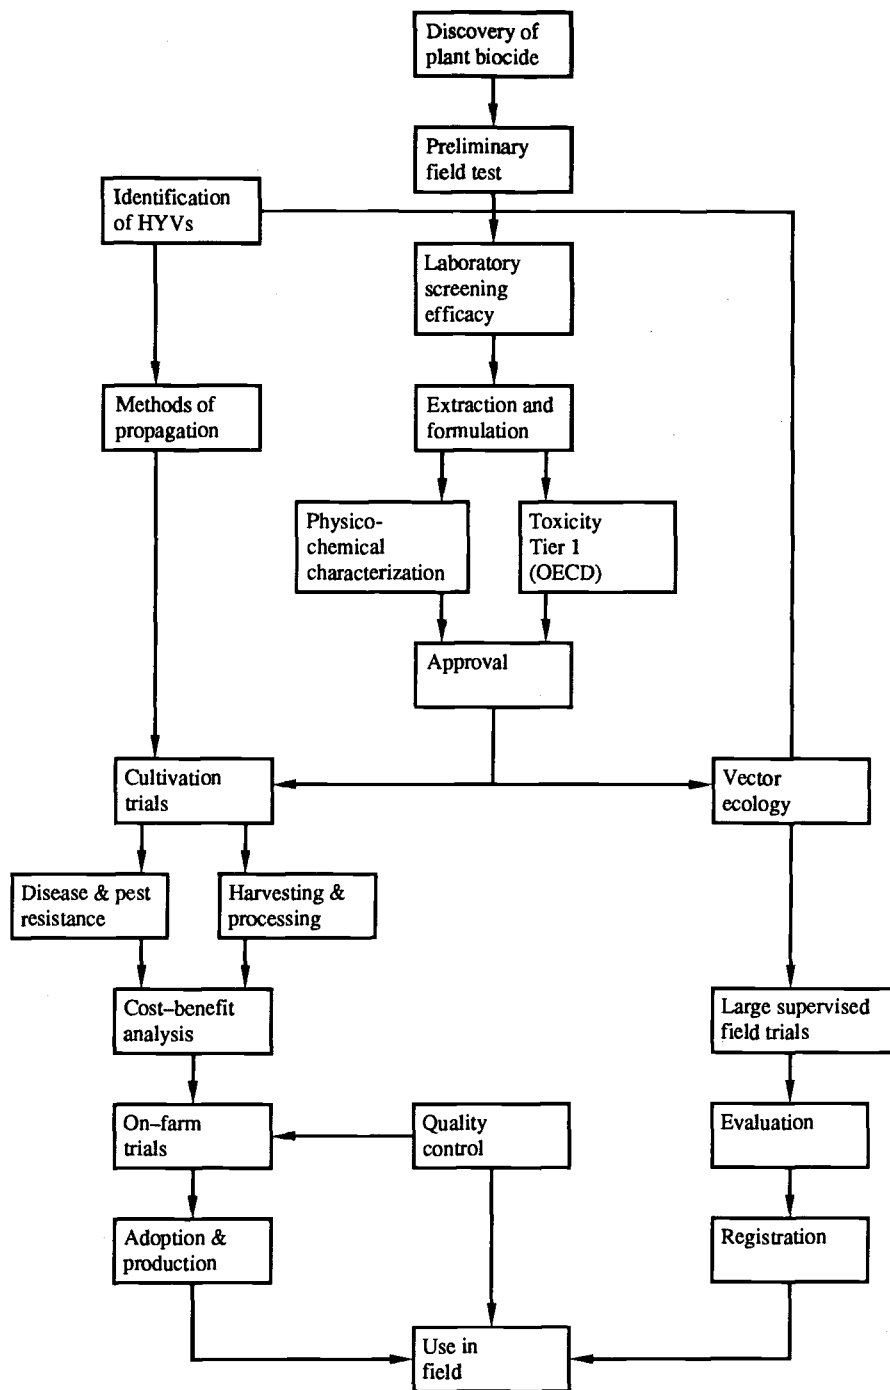 Discovery of
plant biocide
Preliminary
field test
Identification
of HYVs
Laboratory
screening
efficacy
Methods of
propagation
Extraction and
formulation
Physico-
chemical
characterization
Toxicity
Tier 1
(OECD)
Approval
Cultivation
trials
Vector
ecology
Disease & pest
resistance
Harvesting &
processing
Cost–benefit
analysis
Large supervised
field trials
On–farm
trials
Quality
control
Evaluation
Adoption &
production
Registration
Use in
field